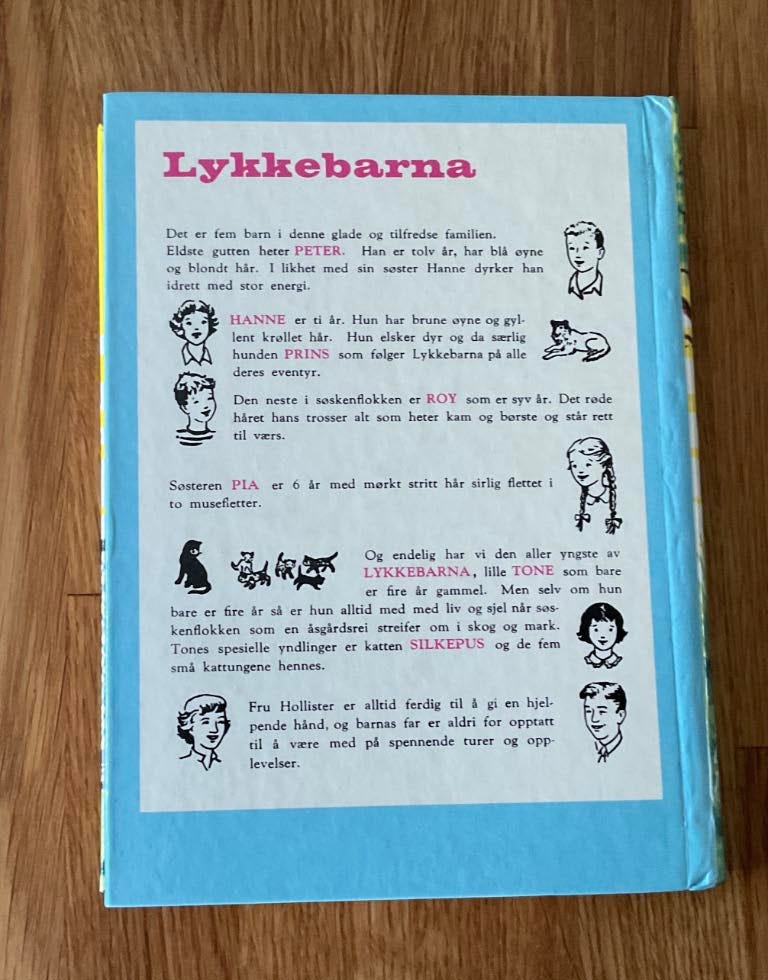 Lykkebarna
Det er fem barn i denne glade og tilfredse familien.
Eldste gutten heter PETER. Han er tolv år, har blå øyne
og blondt hår. I likhet med sin søster Hanne dyrker han
idrett med stor energi.
HANNE er ti år. Hun har brune øyne og gyl-
lent krøllet hår. Hun elsker dyr og da særlig
hunden PRINS som følger Lykkebarna på alle
deres eventyr.
Den neste i søskenflokken er ROY som er syv år. Det røde
håret hans trosser alt som heter kam og børste og står rett
til værs.
Søsteren PIA er 6 år med mørkt stritt hår sirlig flettet i
to musefletter.
Og endelig har vi den aller yngste av
LYKKEBARNA, lille TONE som bare
er fire år gammel. Men selv om hun
bare er fire år så er hun alltid med med liv og sjel når søs-
kenflokken som en åsgårdsrei streifer om i skog og mark.
Tones spesielle yndlinger er katten SILKEPUS og de fem
små kattungene hennes.
Fru Hollister er alltid ferdig til å gi en hjel-
pende hånd, og barnas far er aldri for opptatt
til å være med på spennende turer og opp-
levelser.